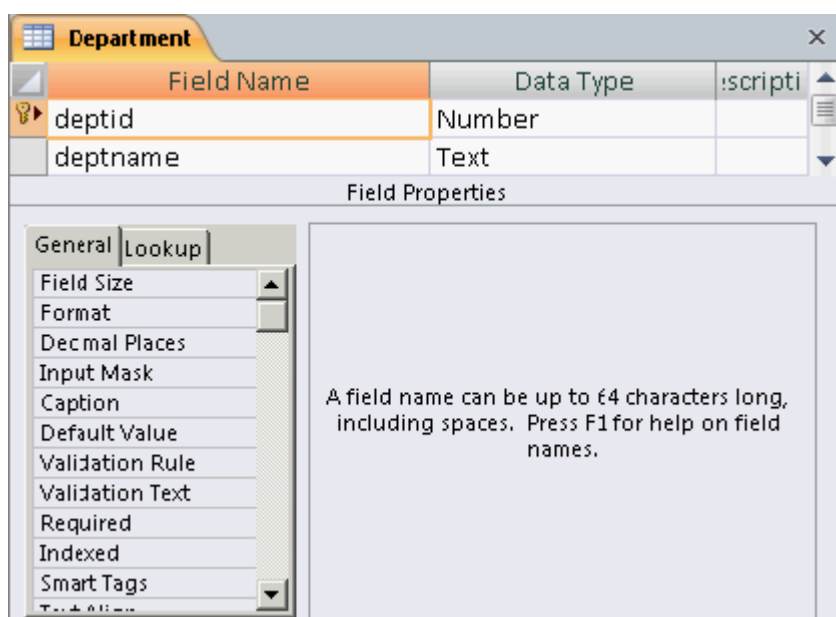 Department
Field Name Data Type :scripti
deptid Number
deptname Text
Field Properties
General Lookup
Field Size
Format
Decmal Places
Input Mask
Caption
Default Value
Validation Rule
Validation Text
Required
Indexed
Smart Tags
A field name can be up to 64 characters long,
including spaces. Press F1 for help on field
names.